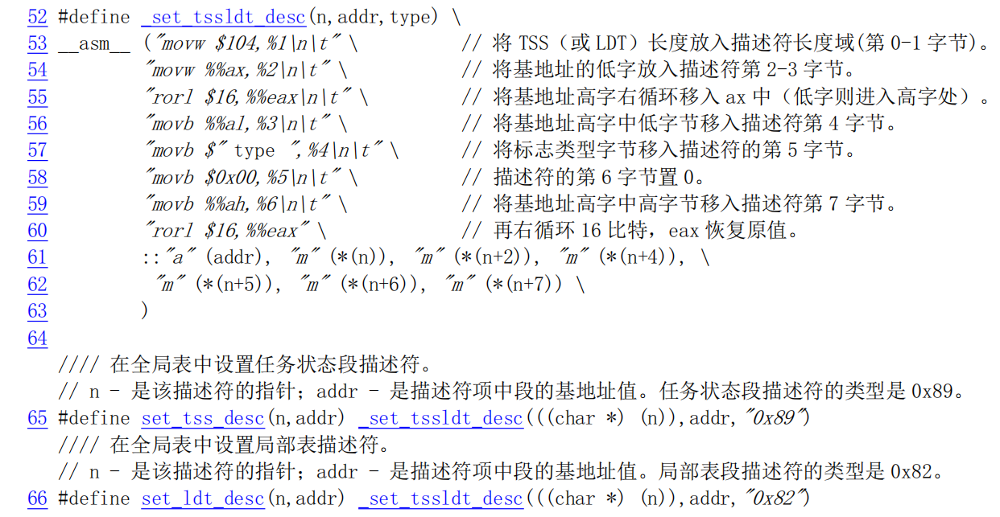 52 #define _set_tssldt_desc(n,addr,type) \
53 __asm__ ("movw $104,%1\n\t" \ // 将 TSS（或 LDT）长度放入描述符长度域(第 0-1 字节)。
54 "movw %%ax,%2\n\t" \ // 将基地址的低字放入描述符第 2-3 字节。
55 "rorl $16,%%eax\n\t" \ // 将基地址高字右循环移入 ax 中（低字则进入高字处）。
56 "movb %%al,%3\n\t" \ // 将基地址高字中低字节移入描述符第 4 字节。
57 "movb $" type ",%4\n\t" \ // 将标志类型字节移入描述符的第 5 字节。
58 "movb $0x00,%5\n\t" \ // 描述符的第 6 字节置 0。
59 "movb %%ah,%6\n\t" \ // 将基地址高字中高字节移入描述符第 7 字节。
60 "rorl $16,%%eax" \ // 再右循环 16 比特，eax 恢复原值。
61 ::"a" (addr), "m" (*(n)), "m" (*(n+2)), "m" (*(n+4)), \
62 "m" (*(n+5)), "m" (*(n+6)), "m" (*(n+7)) \
63 )
64
//// 在全局表中设置任务状态段描述符。
// n - 是该描述符的指针；addr - 是描述符项中段的基地址值。任务状态段描述符的类型是 0x89。
65 #define set_tss_desc(n,addr) _set_tssldt_desc(((char *) (n)),addr,"0x89")
//// 在全局表中设置局部表描述符。
// n - 是该描述符的指针；addr - 是描述符项中段的基地址值。局部表段描述符的类型是 0x82。
66 #define set_ldt_desc(n,addr) _set_tssldt_desc(((char *) (n)),addr,"0x82")